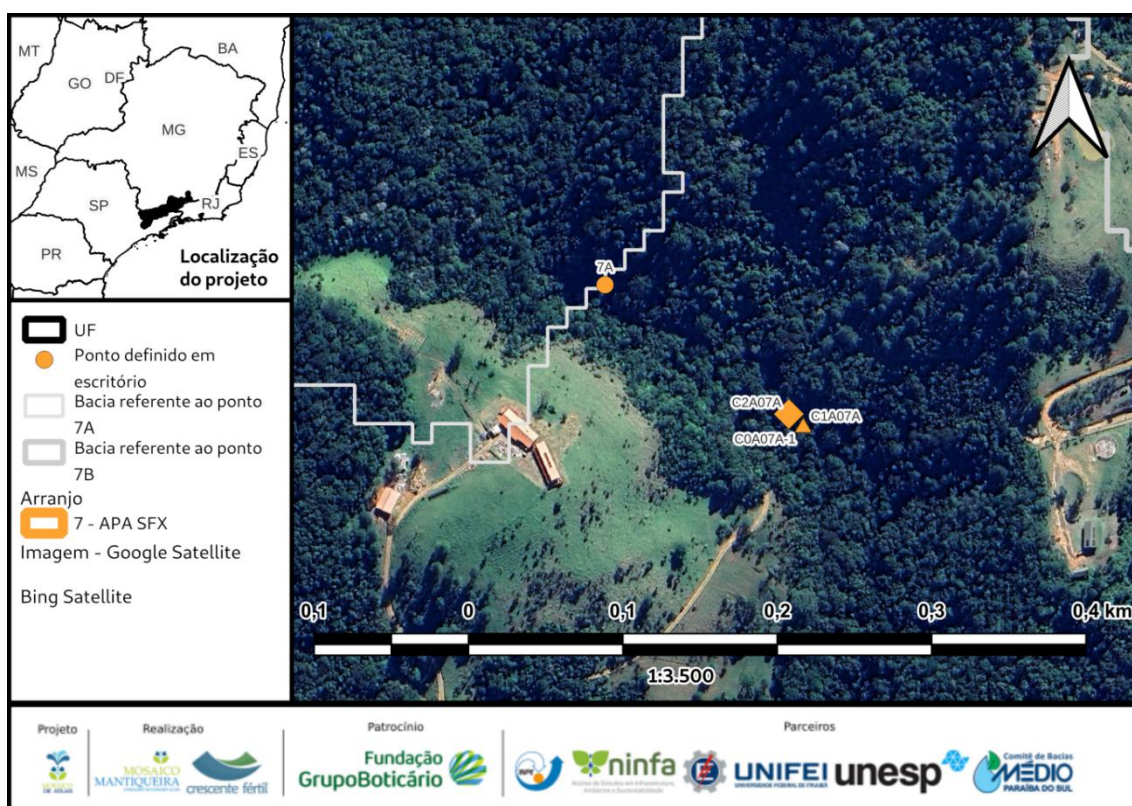 MT
BA
GO
DF
MG
ES
MS
SP
RJ
PR
Localização
do projeto
UF
Ponto definido em
escritório
Bacia referente ao ponto
7A
Bacia referente ao ponto
7B
Arranjo
7 - APA SFX
Imagem - Google Satellite
Bing Satellite
7A
C2A07A
C1A07A
C0A07A-1
0,1
0
0,1
0,2
0,3
0,4 km
1:3.500
Projeto
Realização
Patrocínio
Parceiros
MOSAICO
MANTIQUEIRA
crescente fértil
Fundação
GrupoBoticário
ninfa
UNIFEI
UNIVERSIDADE FEDERAL DE ITAJUBÁ
unesp
Comitê de Bacias
MÉDIO
PARAÍBA DO SUL